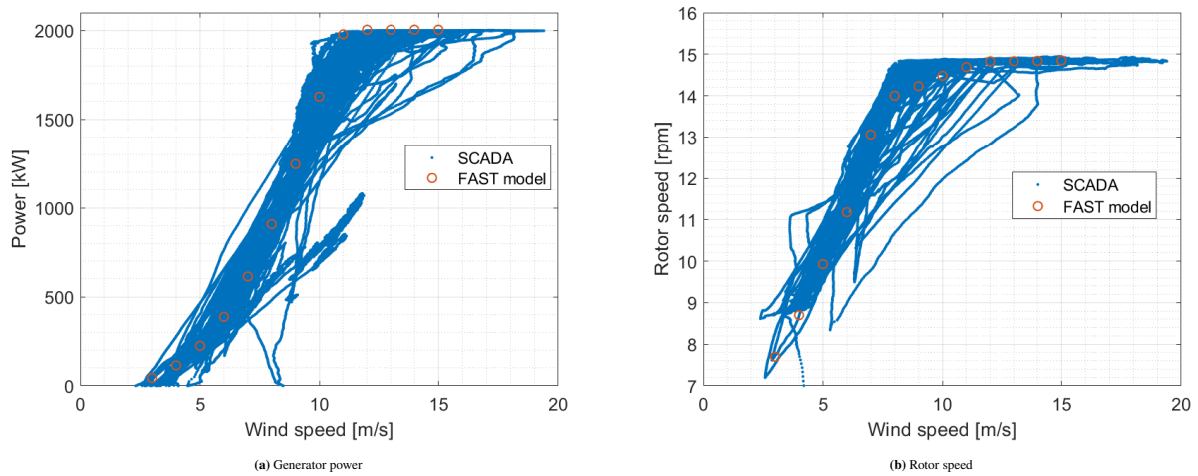 2000
1500
1000
500
0
Power [kW]
SCADA
FAST model
0 5 10 15 20
Wind speed [m/s]
(a) Generator power
16
15
14
13
12
11
10
9
8
7
Rotor speed [rpm]
SCADA
FAST model
0 5 10 15 20
Wind speed [m/s]
(b) Rotor speed